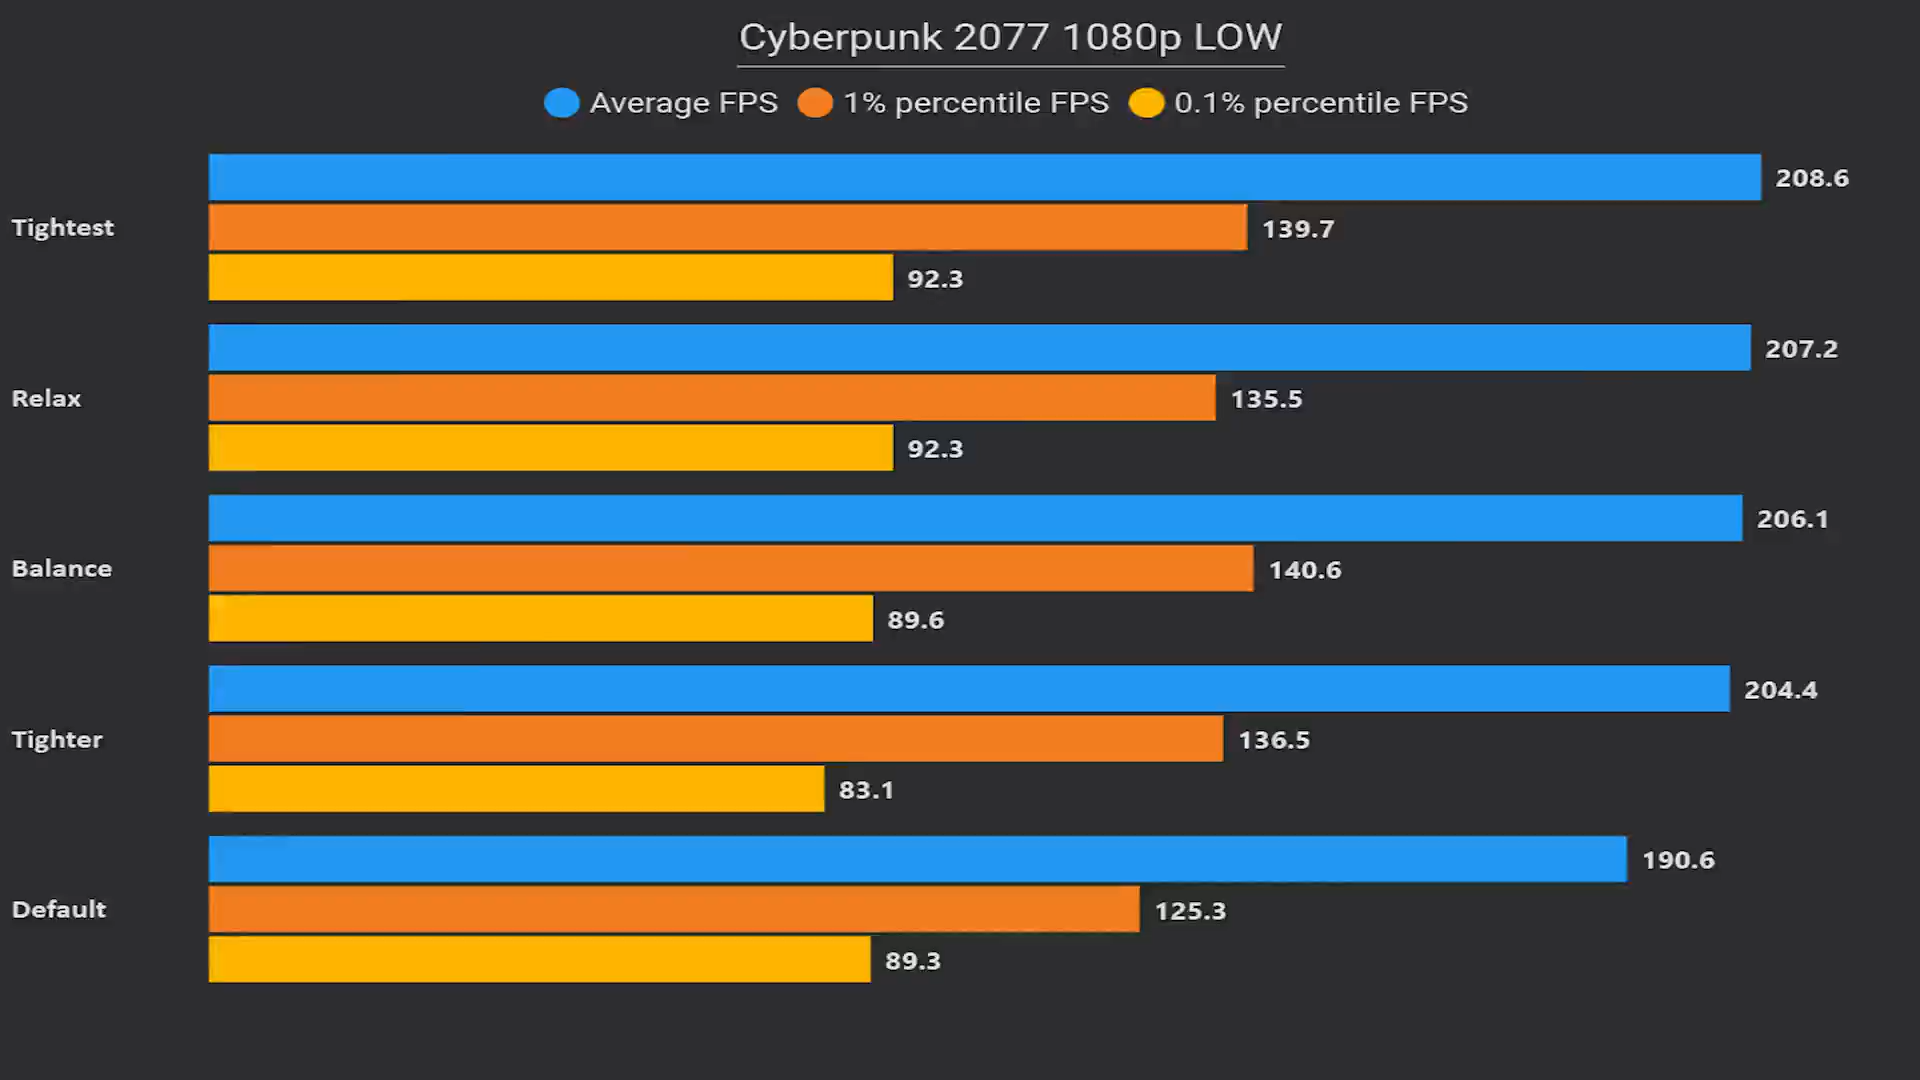 Cyberpunk 2077 1080p LOW
Average FPS 1% percentile FPS 0.1% percentile FPS
208.6
Tightest 139.7
92.3
207.2
Relax 135.5
92.3
206.1
Balance 140.6
89.6
204.4
Tighter 136.5
83.1
190.6
Default 125.3
89.3